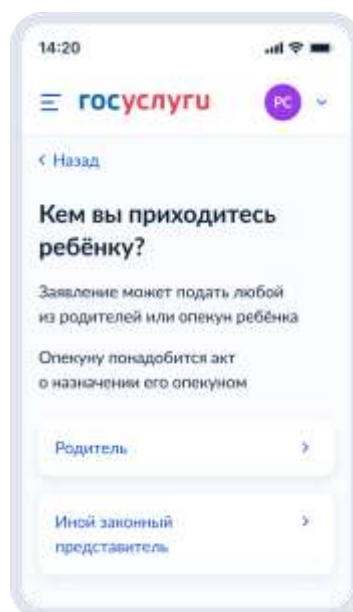 14:20
госуслуги
РС
Назад
Кем вы приходитесь
ребёнку?
Заявление может подать любой
из родителей или опекун ребёнка
Опекуну понадобится акт
о назначении его опекуном
Родитель
Иной законный
представитель